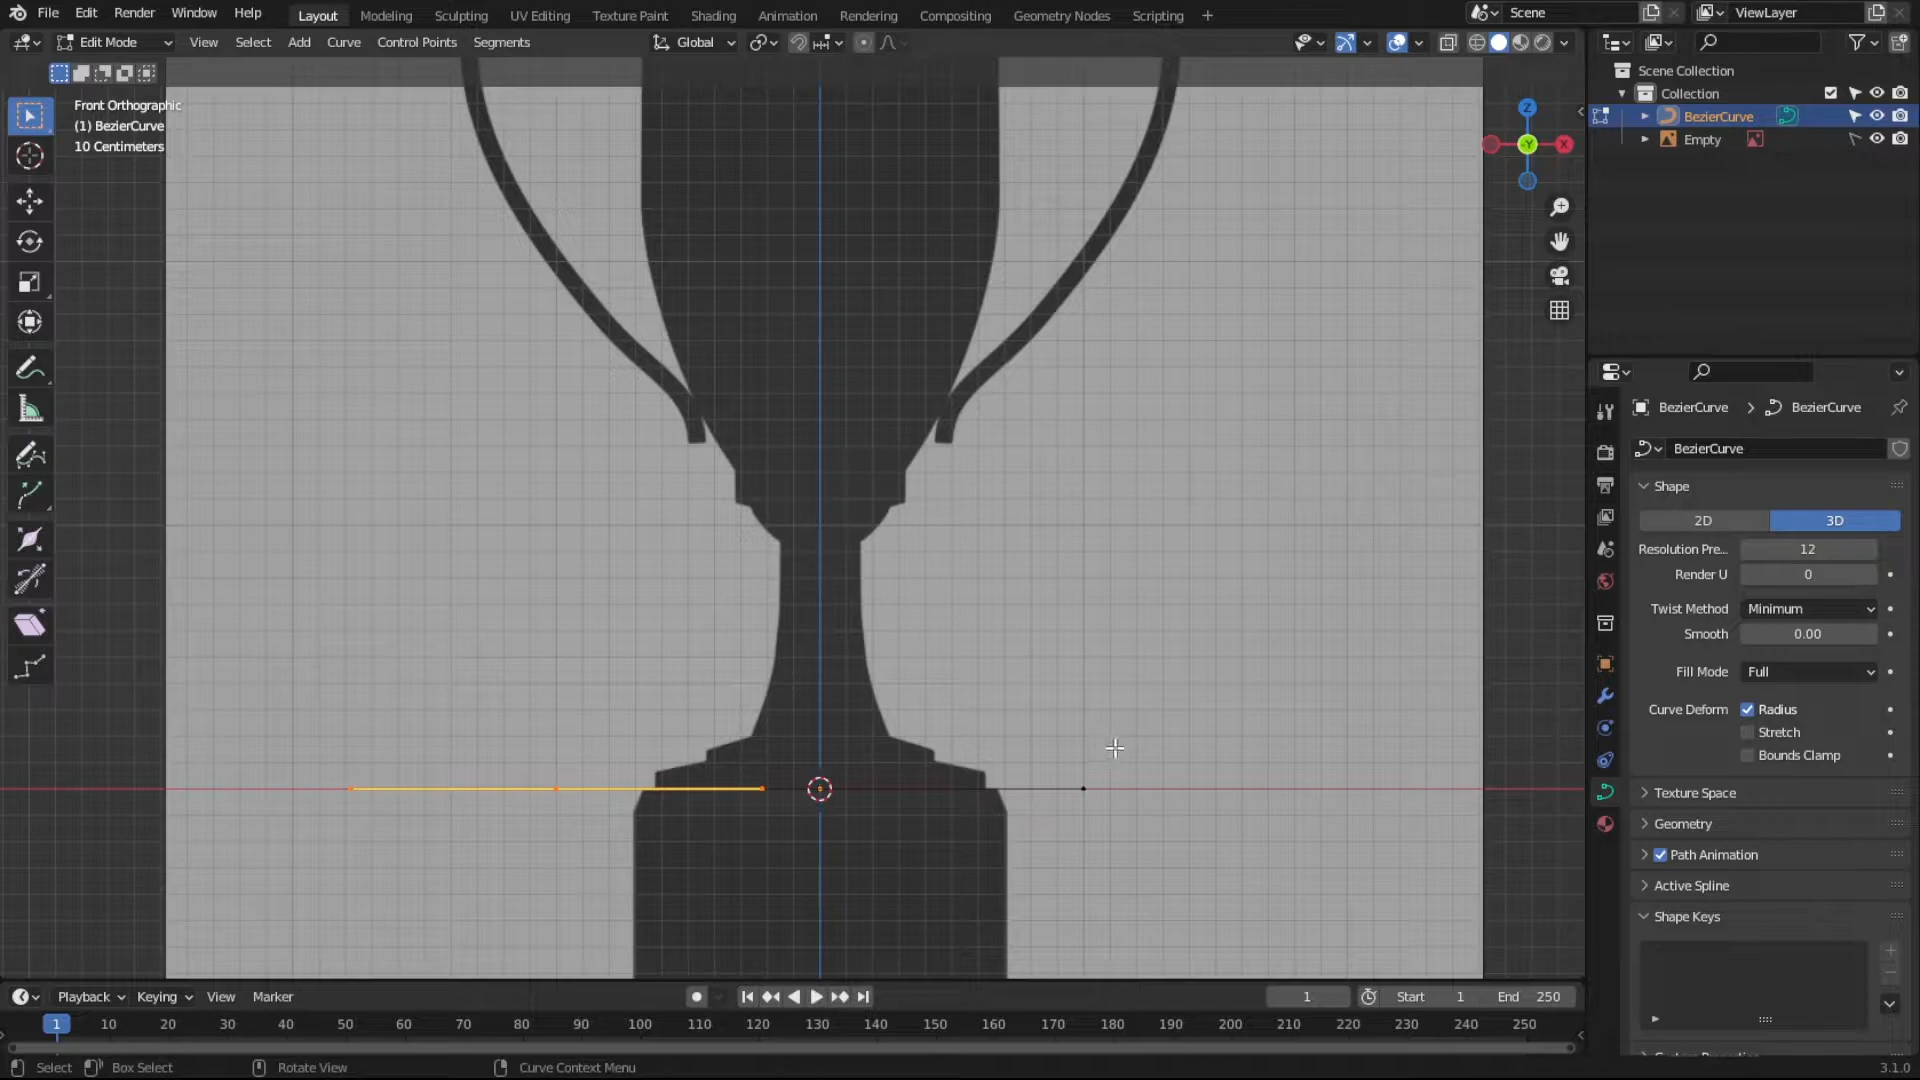 File Edit Render Window Help
Layout Modeling Sculpting UV Editing Texture Paint Shading Animation Rendering Compositing Geometry Nodes Scripting +
Scene
ViewLayer
Edit Mode View Select Add Curve Control Points Segments
Global
Front Orthographic
(1) BezierCurve
10 Centimeters
Z
Y
X
Scene Collection
Collection
BezierCurve
Empty
BezierCurve > BezierCurve
BezierCurve
Shape
2D 3D
Resolution Pre... 12
Render U 0
Twist Method Minimum
Smooth 0.00
Fill Mode Full
Curve Deform Radius
Stretch
Bounds Clamp
Texture Space
Geometry
Path Animation
Active Spline
Shape Keys
Playback Keying View Marker
1 Start 1 End 250
1 10 20 30 40 50 60 70 80 90 100 110 120 130 140 150 160 170 180 190 200 210 220 230 240 250
Select Box Select Rotate View Curve Context Menu
3.1.0